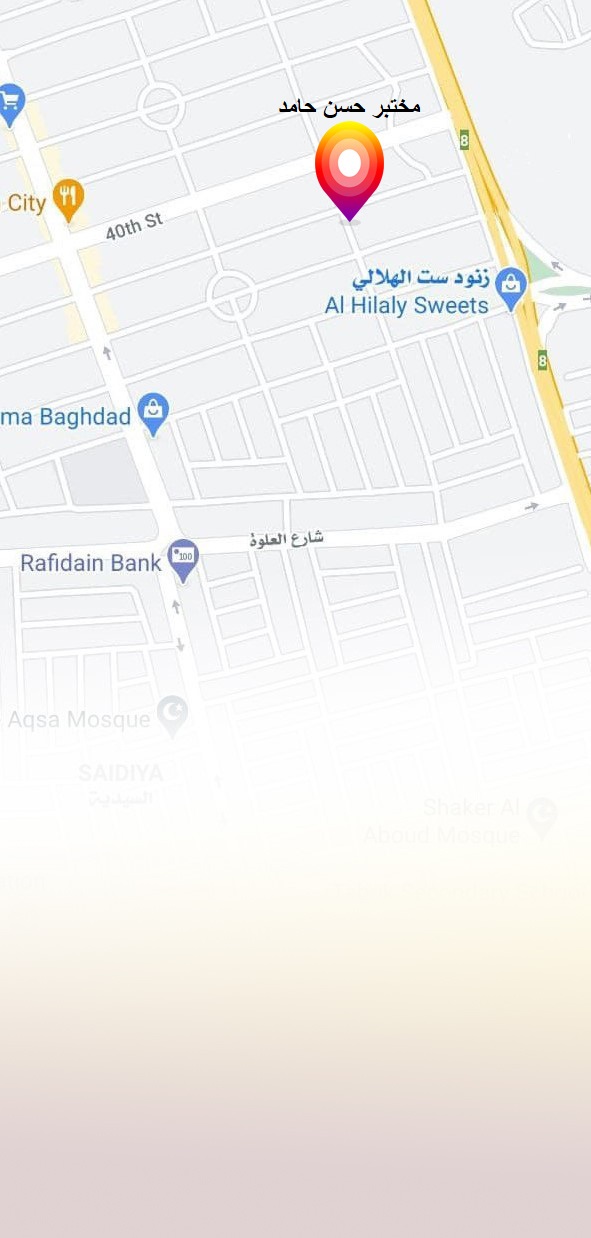 مختبر حسن حامد
8
City
40th St
زنود ست الهلالي
Al Hilaly Sweets
8
ma Baghdad
شارع العلوة
Rafidain Bank
100
Aqsa Mosque
SAIDIYA
السيدية
Shaker Al
Aboud Mosque